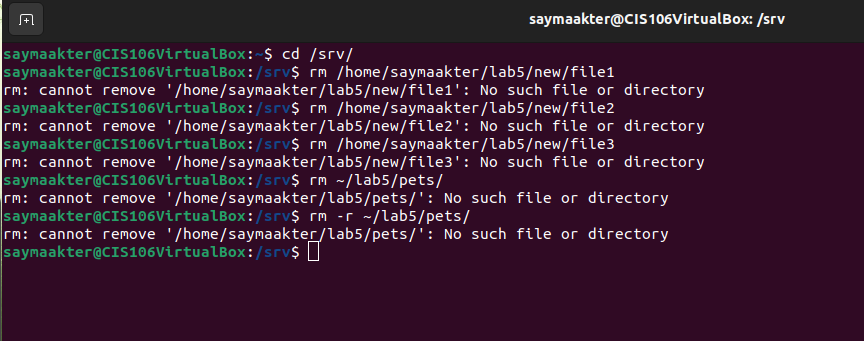 saymaakter@CIS106VirtualBox: /srv
saymaakter@CIS106VirtualBox:~$ cd /srv/
saymaakter@CIS106VirtualBox:/srv$ rm /home/saymaakter/lab5/new/file1
rm: cannot remove '/home/saymaakter/lab5/new/file1': No such file or directory
saymaakter@CIS106VirtualBox:/srv$ rm /home/saymaakter/lab5/new/file2
rm: cannot remove '/home/saymaakter/lab5/new/file2': No such file or directory
saymaakter@CIS106VirtualBox:/srv$ rm /home/saymaakter/lab5/new/file3
rm: cannot remove '/home/saymaakter/lab5/new/file3': No such file or directory
saymaakter@CIS106VirtualBox:/srv$ rm ~/lab5/pets/
rm: cannot remove '/home/saymaakter/lab5/pets/': No such file or directory
saymaakter@CIS106VirtualBox:/srv$ rm -r ~/lab5/pets/
rm: cannot remove '/home/saymaakter/lab5/pets/': No such file or directory
saymaakter@CIS106VirtualBox:/srv$